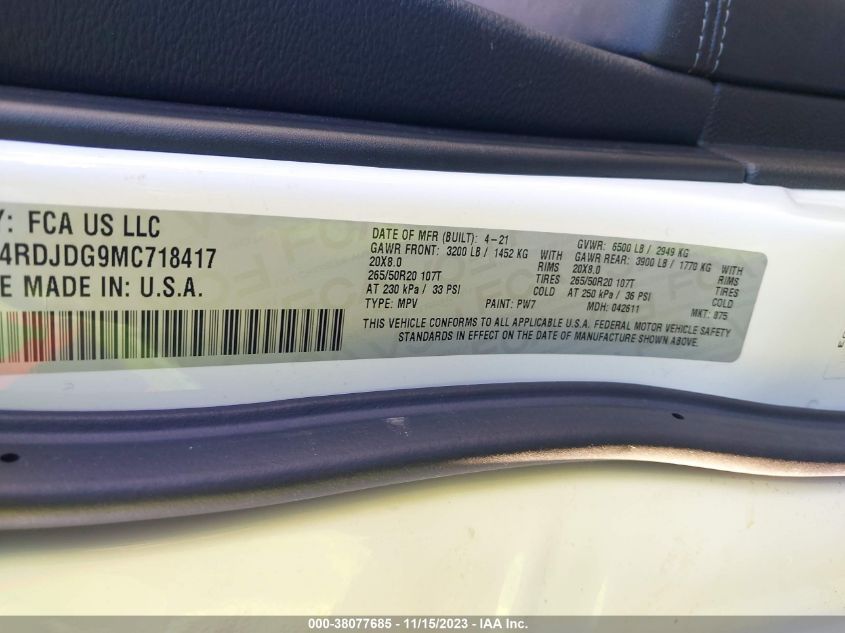 Y: FCA US LLC
4RDJDG9MC718417
E MADE IN: U.S.A.
DATE OF MFR (BUILT): 4-21 GVWR: 6500 LB / 2949 KG
GAWR FRONT: 3200 LB / 1452 KG WITH GAWR REAR: 3900 LB / 1770 KG WITH
20X8.0 RIMS 20X8.0 RIMS
265/50R20 107T TIRES 265/50R20 107T TIRES
AT 230 kPa / 33 PSI COLD AT 250 kPa / 36 PSI COLD
TYPE: MPV PAINT: PW7 MDH: 042611 MKT: 875
THIS VEHICLE CONFORMS TO ALL APPLICABLE U.S.A. FEDERAL MOTOR VEHICLE SAFETY
STANDARDS IN EFFECT ON THE DATE OF MANUFACTURE SHOWN ABOVE.
000-38077685 - 11/15/2023 - IAA Inc.